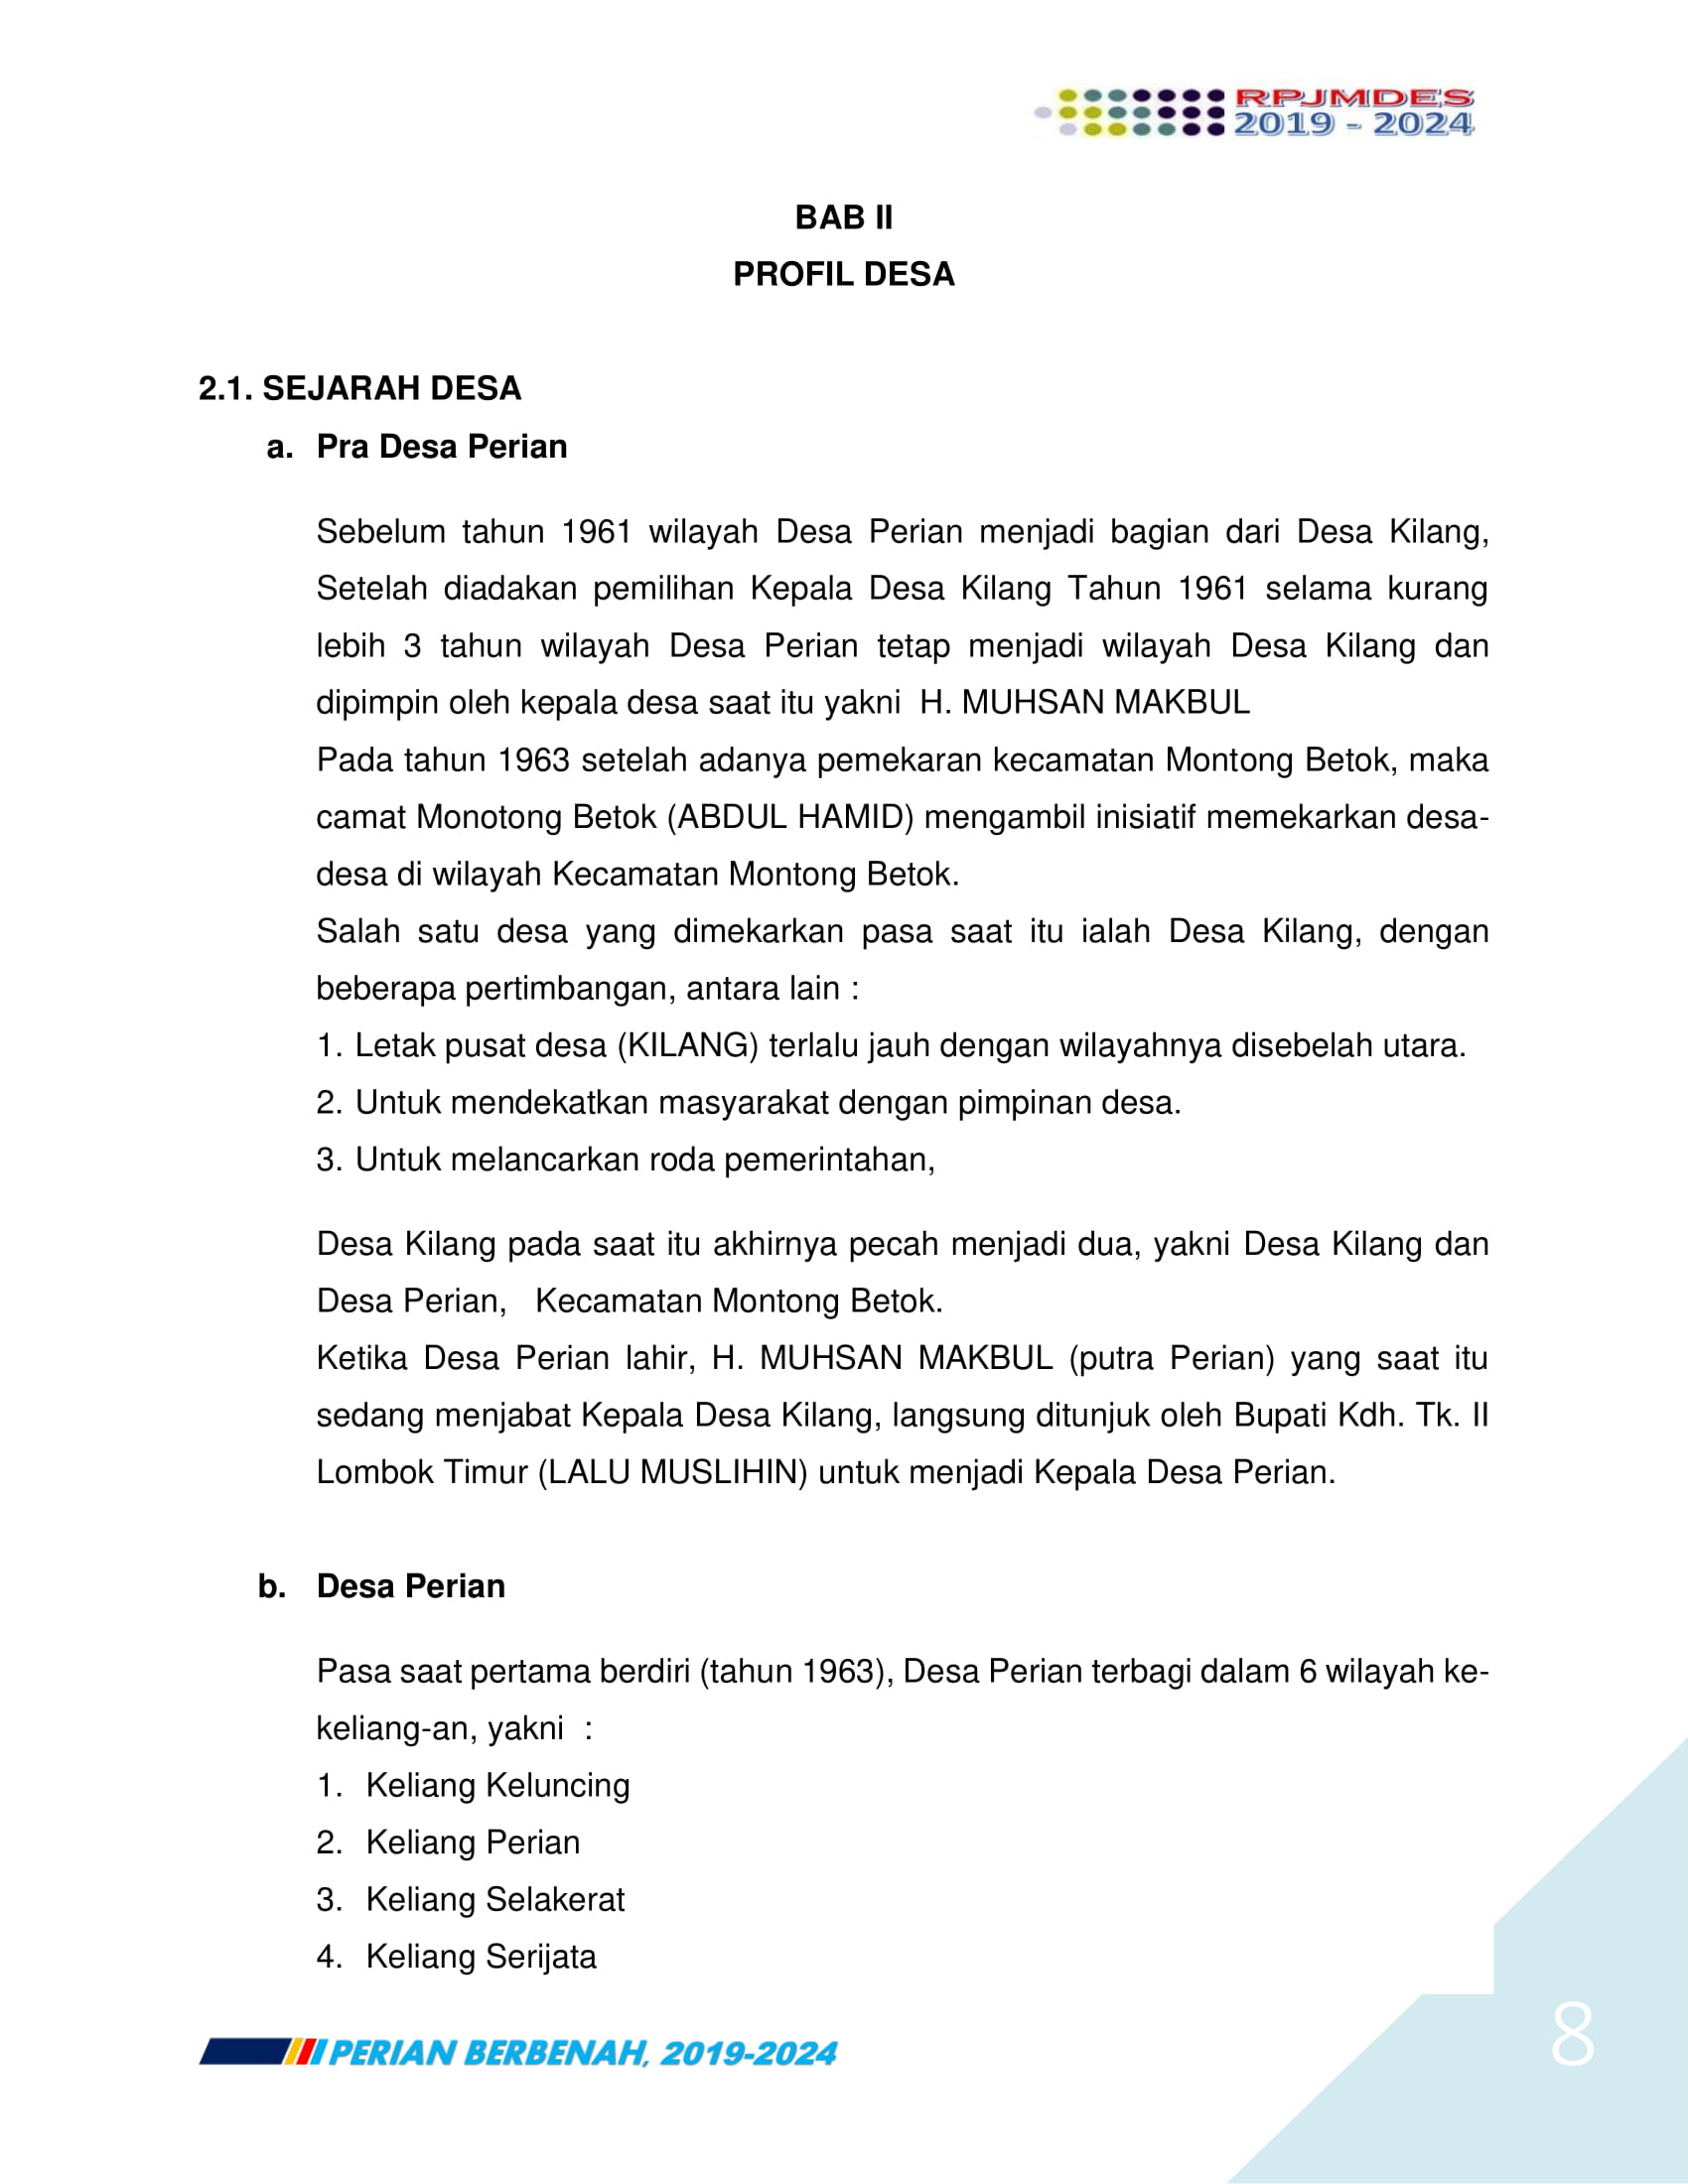 RPJMDES
2019 - 2024
BAB II
PROFIL DESA
2.1. SEJARAH DESA
a. Pra Desa Perian
Sebelum tahun 1961 wilayah Desa Perian menjadi bagian dari Desa Kilang,
Setelah diadakan pemilihan Kepala Desa Kilang Tahun 1961 selama kurang
lebih 3 tahun wilayah Desa Perian tetap menjadi wilayah Desa Kilang dan
dipimpin oleh kepala desa saat itu yakni H. MUHSAN MAKBUL
Pada tahun 1963 setelah adanya pemekaran kecamatan Montong Betok, maka
camat Monotong Betok (ABDUL HAMID) mengambil inisiatif memekarkan desa-
desa di wilayah Kecamatan Montong Betok.
Salah satu desa yang dimekarkan pasa saat itu ialah Desa Kilang, dengan
beberapa pertimbangan, antara lain :
1. Letak pusat desa (KILANG) terlalu jauh dengan wilayahnya disebelah utara.
2. Untuk mendekatkan masyarakat dengan pimpinan desa.
3. Untuk melancarkan roda pemerintahan,
Desa Kilang pada saat itu akhirnya pecah menjadi dua, yakni Desa Kilang dan
Desa Perian, Kecamatan Montong Betok.
Ketika Desa Perian lahir, H. MUHSAN MAKBUL (putra Perian) yang saat itu
sedang menjabat Kepala Desa Kilang, langsung ditunjuk oleh Bupati Kdh. Tk. II
Lombok Timur (LALU MUSLIHIN) untuk menjadi Kepala Desa Perian.
b. Desa Perian
Pasa saat pertama berdiri (tahun 1963), Desa Perian terbagi dalam 6 wilayah ke-
keliang-an, yakni :
1. Keliang Keluncing
2. Keliang Perian
3. Keliang Selakerat
4. Keliang Serijata
PERIAN BERBENAH, 2019-2024
8